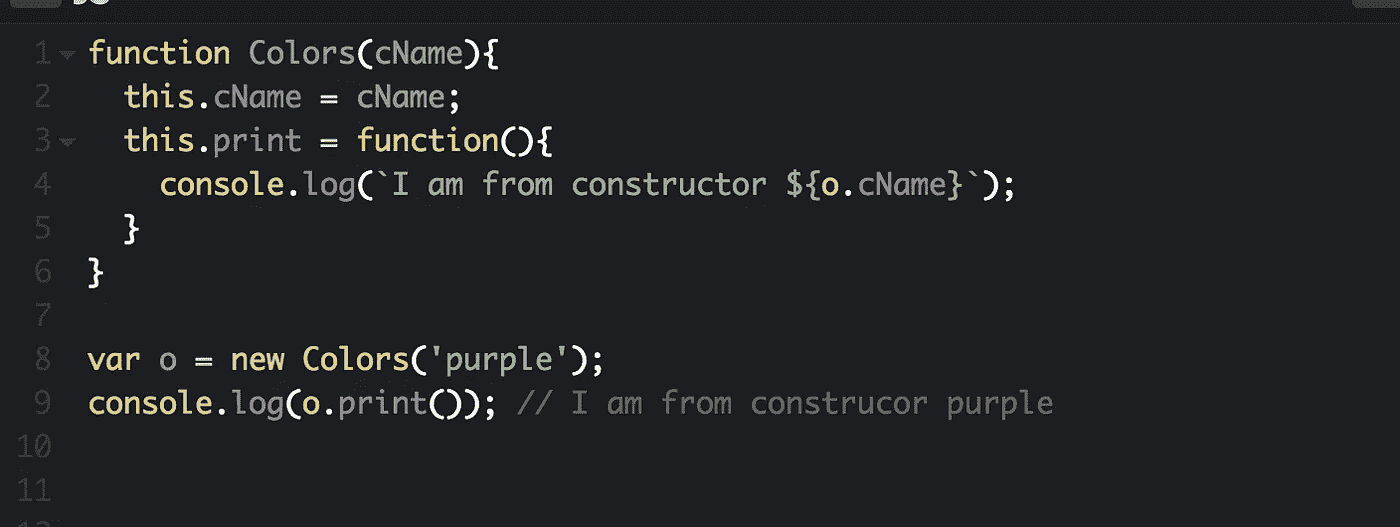 1 function Colors(cName){
2 this.cName = cName;
3 this.print = function(){
4 console.log(`I am from constructor ${o.cName}`);
5 }
6 }
7
8 var o = new Colors('purple');
9 console.log(o.print()); // I am from construcor purple
10
11